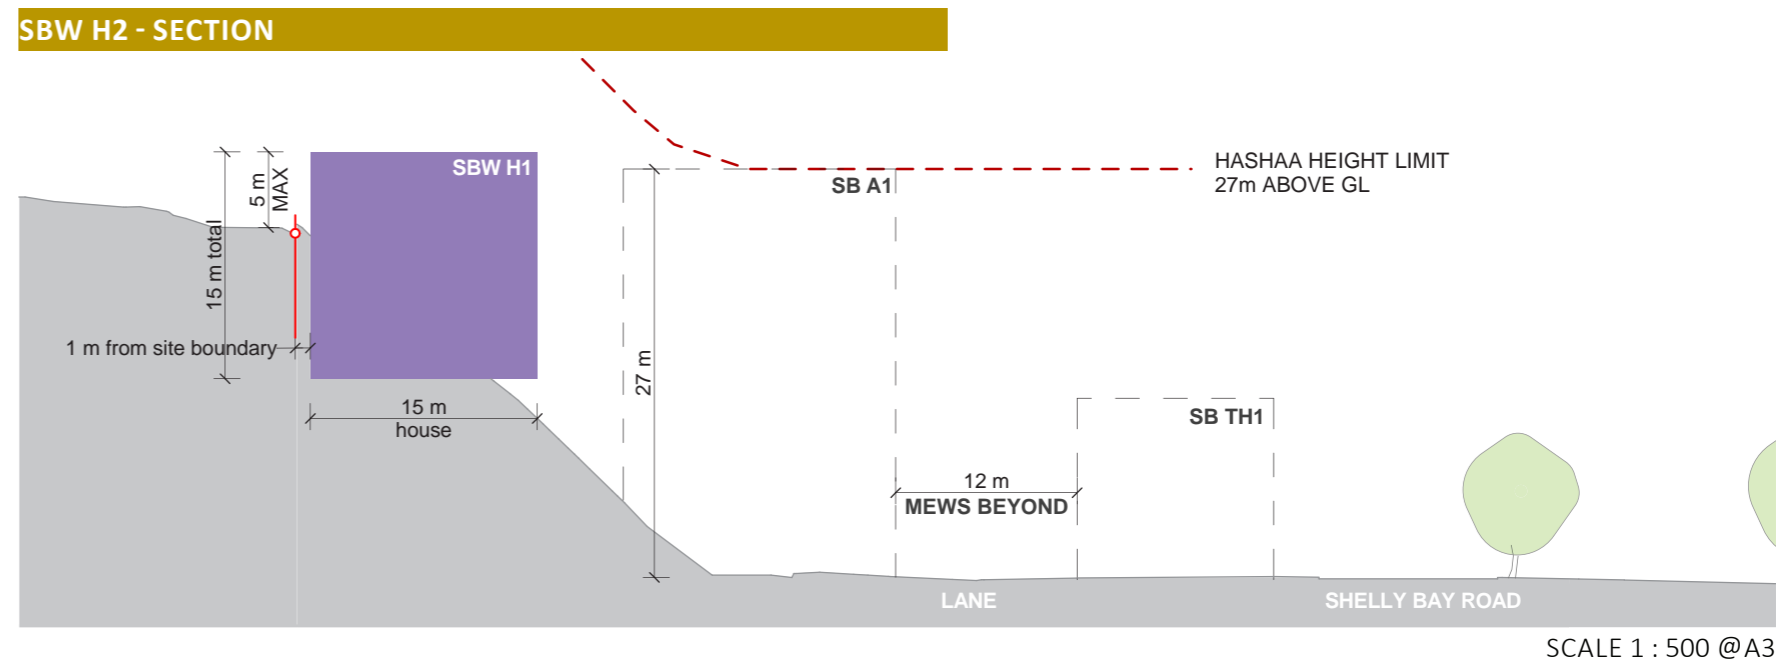 SBW H2 - SECTION
HASHAA HEIGHT LIMIT
27m ABOVE GL
SBW H1
SB A1
5 m
MAX
15 m total
1 m from site boundary
27 m
15 m
house
SB TH1
12 m
MEWS BEYOND
LANE
SHELLY BAY ROAD
SCALE 1 : 500 @A3